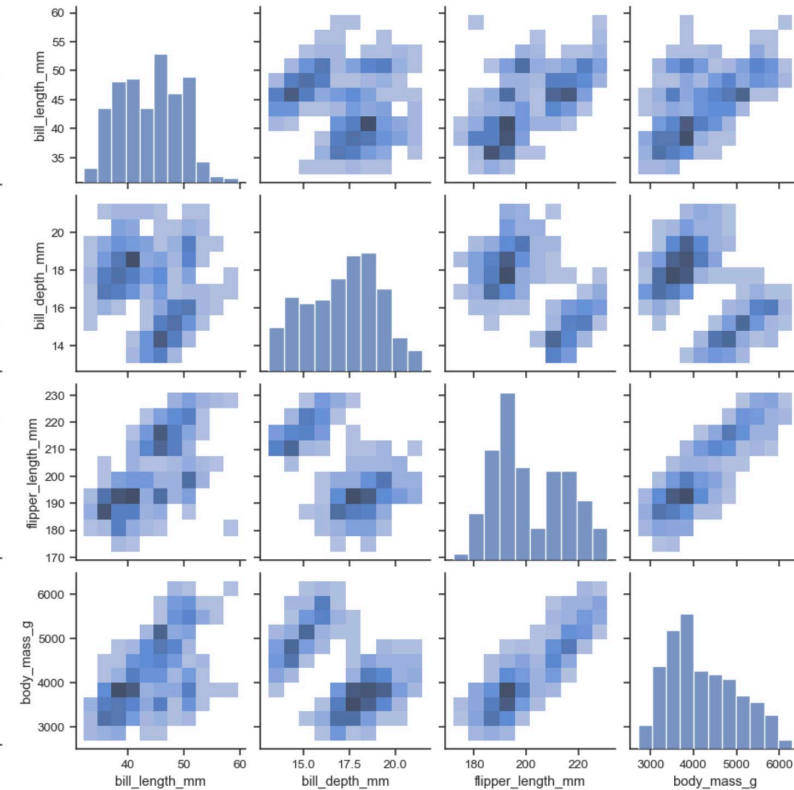 60
55
50
45
40
35
bill_length_mm
20
18
16
14
bill_depth_mm
230
220
210
200
190
180
170
flipper_length_mm
6000
5000
4000
3000
body_mass_g
40 50 60
bill_length_mm
15.0 17.5 20.0
bill_depth_mm
180 200 220
flipper_length_mm
3000 4000 5000 6000
body_mass_g